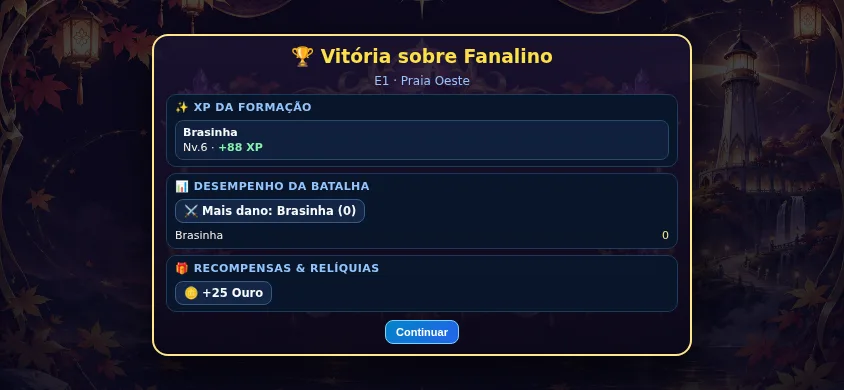 🏆 Vitória sobre Fanalino
E1 · Praia Oeste
✨ XP DA FORMAÇÃO
Brasinha
Nv.6 · +88 XP
📊 DESEMPENHO DA BATALHA
⚔️ Mais dano: Brasinha (0)
Brasinha 0
🎁 RECOMPENSAS & RELÍQUIAS
🪙 +25 Ouro
Continuar